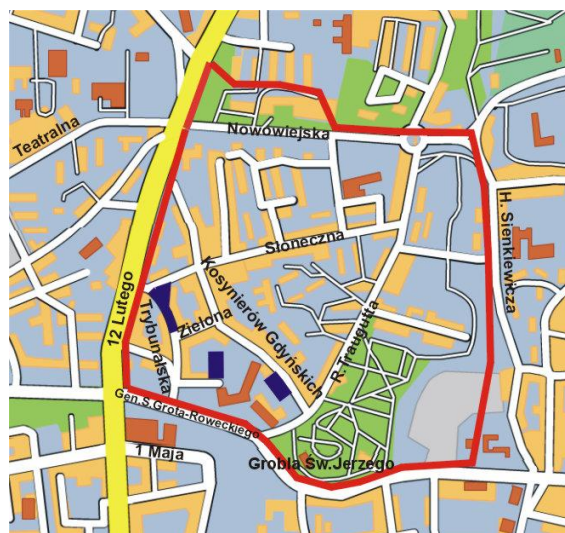 Nowowiejska
Teatralna
H. Sienkiewicza
Słoneczna
Kosynierów Gdyńskich
12 Lutego
Trybunalska
Zielona
R.Traugutta
Gen.S.Grota-Roweckiego
1 Maja
Grobla Św.Jerzego